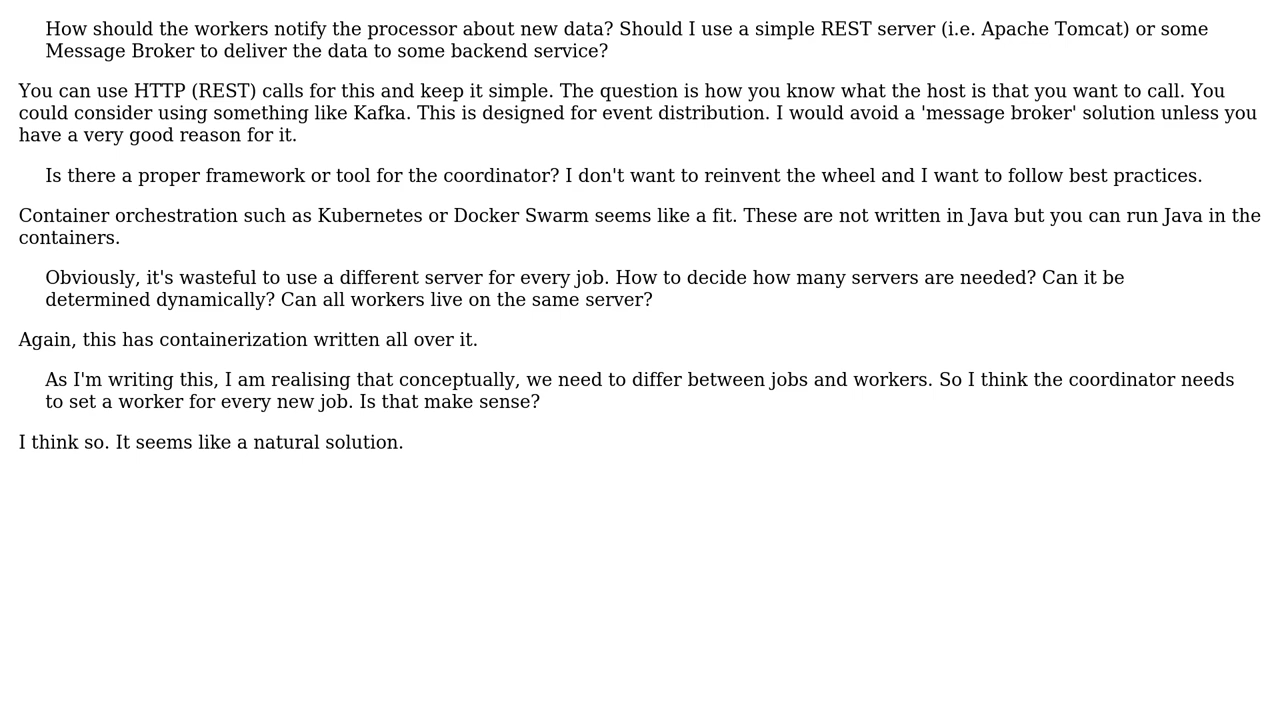 How should the workers notify the processor about new data? Should I use a simple REST server (i.e. Apache Tomcat) or some
Message Broker to deliver the data to some backend service?
You can use HTTP (REST) calls for this and keep it simple. The question is how you know what the host is that you want to call. You
could consider using something like Kafka. This is designed for event distribution. I would avoid a 'message broker' solution unless you
have a very good reason for it.
Is there a proper framework or tool for the coordinator? I don't want to reinvent the wheel and I want to follow best practices.
Container orchestration such as Kubernetes or Docker Swarm seems like a fit. These are not written in Java but you can run Java in the
containers.
Obviously, it's wasteful to use a different server for every job. How to decide how many servers are needed? Can it be
determined dynamically? Can all workers live on the same server?
Again, this has containerization written all over it.
As I'm writing this, I am realising that conceptually, we need to differ between jobs and workers. So I think the coordinator needs
to set a worker for every new job. Is that make sense?
I think so. It seems like a natural solution.